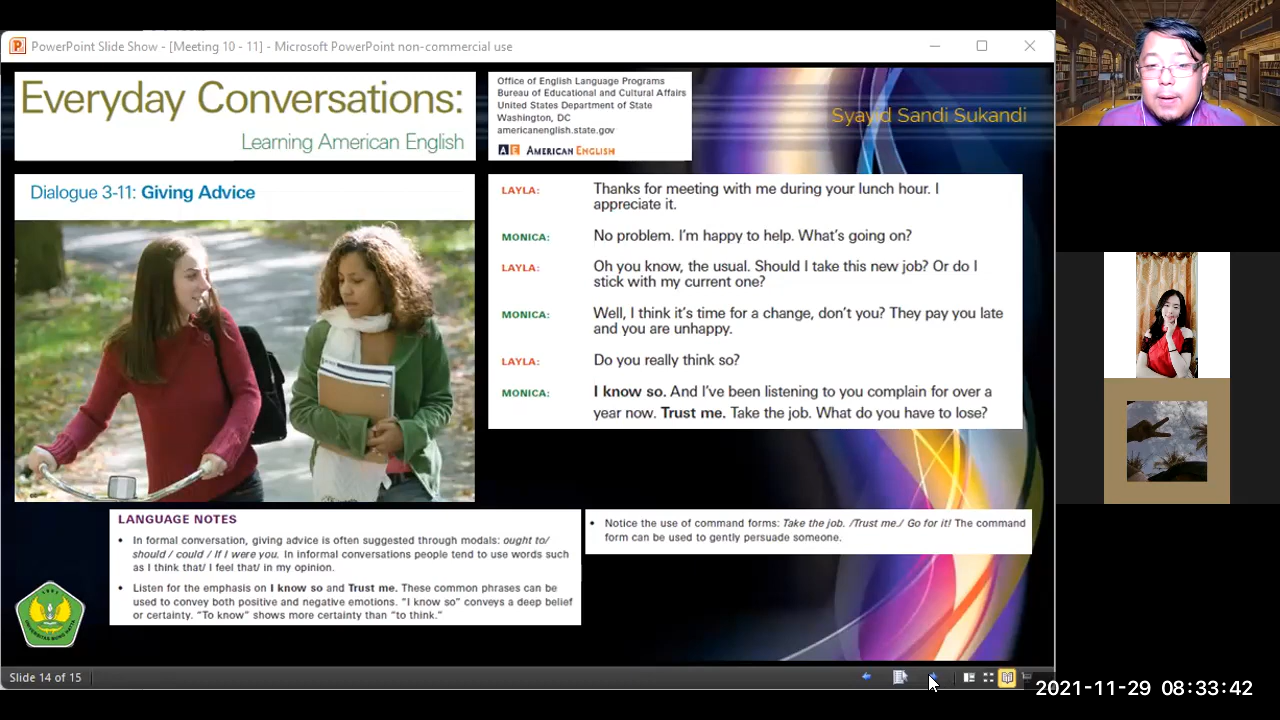 PowerPoint Slide Show - [Meeting 10 - 11] - Microsoft PowerPoint non-commercial use
Everyday Conversations:
Learning American English
Office of English Language Programs
Bureau of Educational and Cultural Affairs
United States Department of State
Washington, DC
americanenglish.state.gov
AE AMERICAN ENGLISH
Syayid Sandi Sukandi
Dialogue 3-11: Giving Advice
LAYLA: Thanks for meeting with me during your lunch hour. I
appreciate it.
MONICA: No problem. I'm happy to help. What's going on?
LAYLA: Oh you know, the usual. Should I take this new job? Or do I
stick with my current one?
MONICA: Well, I think it's time for a change, don't you? They pay you late
and you are unhappy.
LAYLA: Do you really think so?
MONICA: I know so. And I've been listening to you complain for over a
year now. Trust me. Take the job. What do you have to lose?
LANGUAGE NOTES
• In formal conversation, giving advice is often suggested through modals: ought to/
should / could / If I were you. In informal conversations people tend to use words such
as I think that/ I feel that/ in my opinion.
• Listen for the emphasis on I know so and Trust me. These common phrases can be
used to convey both positive and negative emotions. "I know so" conveys a deep belief
or certainty. "To know" shows more certainty than "to think."
• Notice the use of command forms: Take the job. /Trust me./ Go for it! The command
form can be used to gently persuade someone.
UNIVERSITAS BUNG HATTA
Slide 14 of 15
2021-11-29 08:33:42